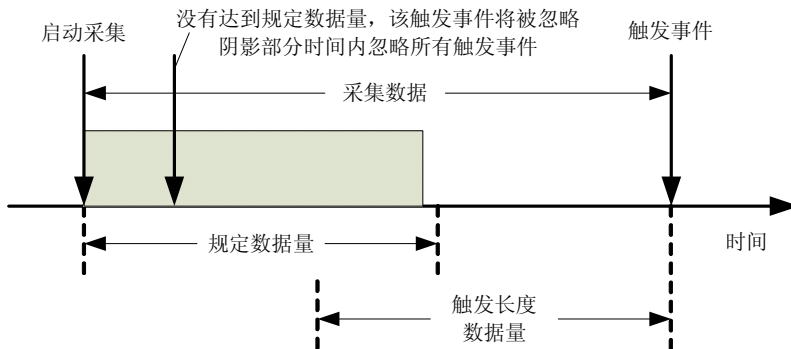 没有达到规定数据量，该触发事件将被忽略
阴影部分时间内忽略所有触发事件
启动采集
触发事件
采集数据
规定数据量
时间
触发长度
数据量